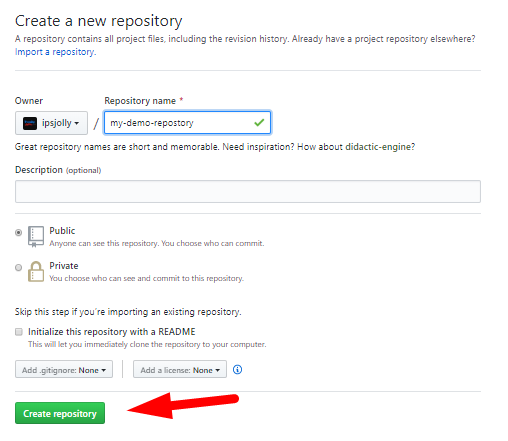 Create a new repository
A repository contains all project files, including the revision history. Already have a project repository elsewhere?
Import a repository.
Owner
Repository name *
ipsjolly
/
my-demo-repostory
Great repository names are short and memorable. Need inspiration? How about didactic-engine?
Description (optional)
Public
Anyone can see this repository. You choose who can commit.
Private
You choose who can see and commit to this repository.
Skip this step if you're importing an existing repository.
Initialize this repository with a README
This will let you immediately clone the repository to your computer.
Add .gitignore: None
Add a license: None
Create repository